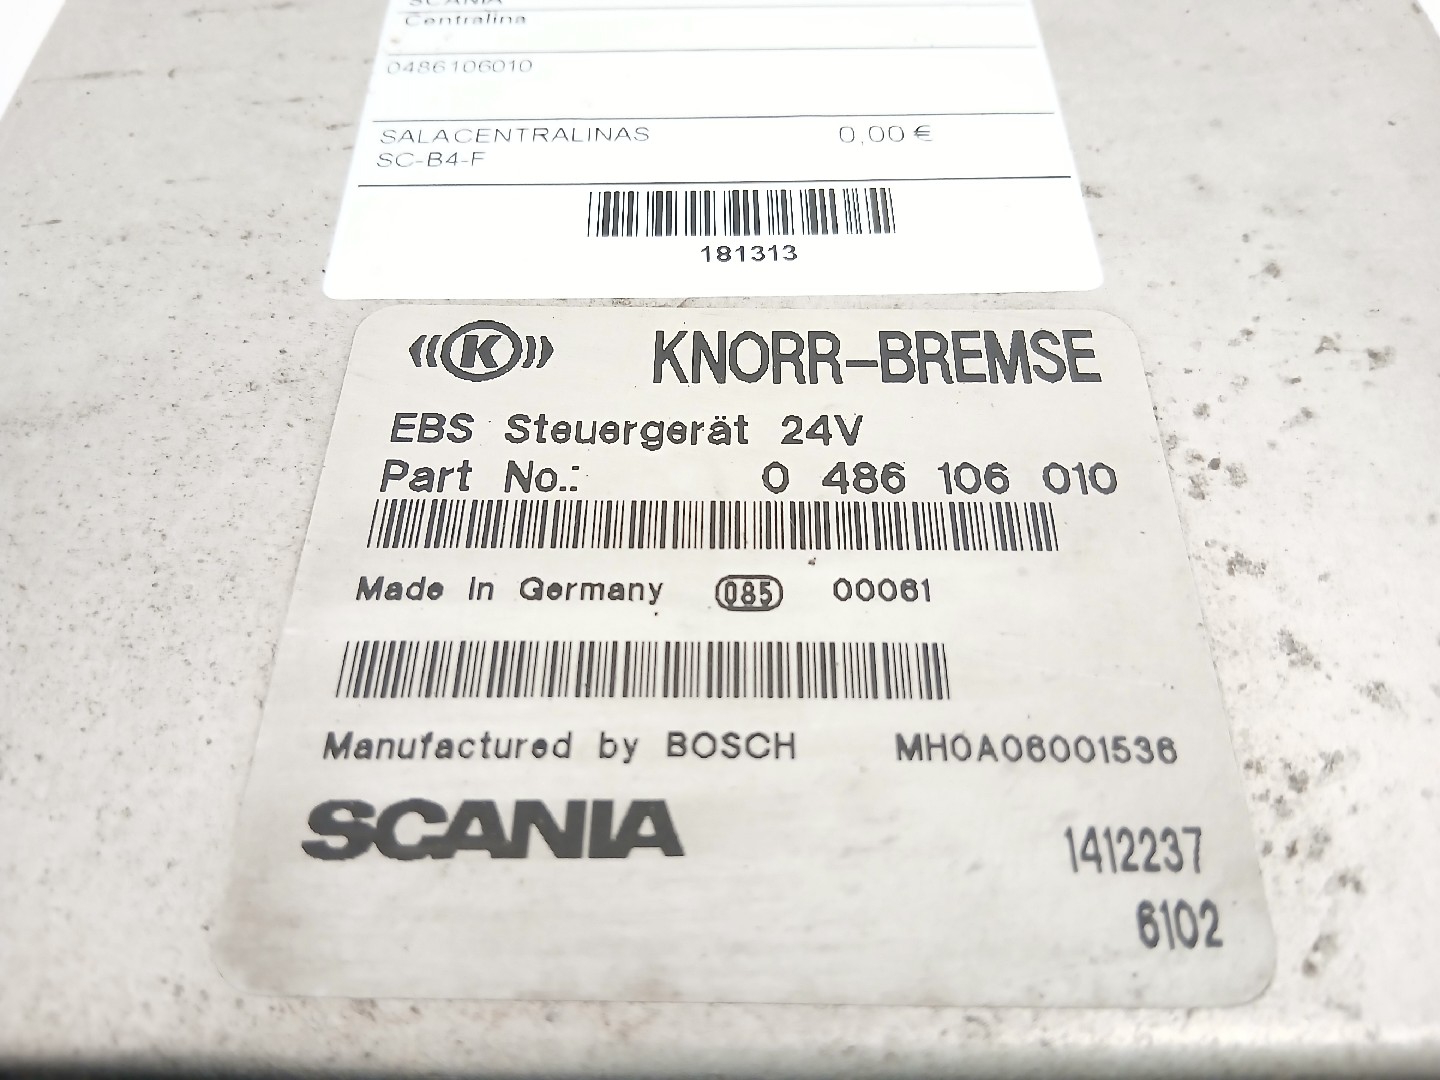 SCANIA
Centralina
0486106010
SALACENTRALINAS 0,00 €
SC-B4-F
181313
K KNORR-BREMSE
EBS Steuergerät 24V
Part No.: 0 486 106 010
Made in Germany 085 00061
Manufactured by BOSCH MH0A06001536
SCANIA 1412237
6102